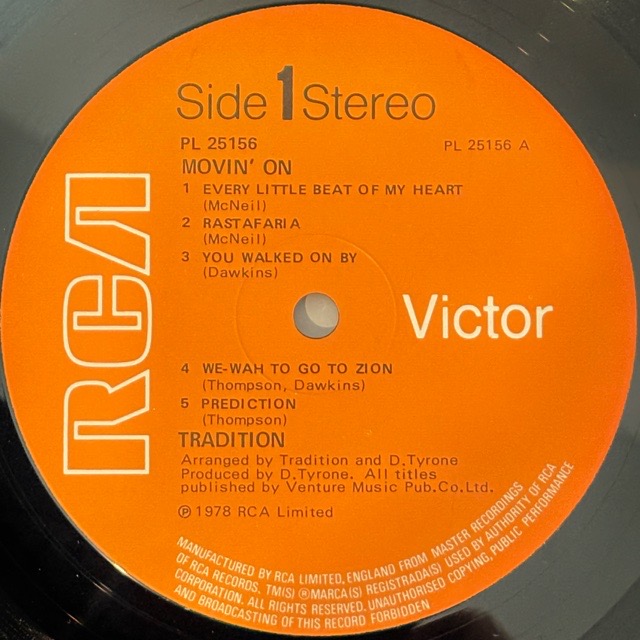 Side 1 Stereo
PL 25156
PL 25156 A
MOVIN' ON
1 EVERY LITTLE BEAT OF MY HEART
(McNeil)
2 RASTAFARIA
(McNeil)
3 YOU WALKED ON BY
(Dawkins)
RCA
Victor
4 WE-WAH TO GO TO ZION
(Thompson, Dawkins)
5 PREDICTION
(Thompson)
TRADITION
Arranged by Tradition and D.Tyrone
Produced by D.Tyrone. All titles
published by Venture Music Pub.Co.Ltd.
℗ 1978 RCA Limited
MANUFACTURED BY RCA LIMITED, ENGLAND FROM MASTER RECORDINGS
OF RCA RECORDS. TM(S) ® MARCA(S) REGISTRADA(S) USED BY AUTHORITY OF RCA
CORPORATION. ALL RIGHTS RESERVED. UNAUTHORISED COPYING, PUBLIC PERFORMANCE
AND BROADCASTING OF THIS RECORD FORBIDDEN